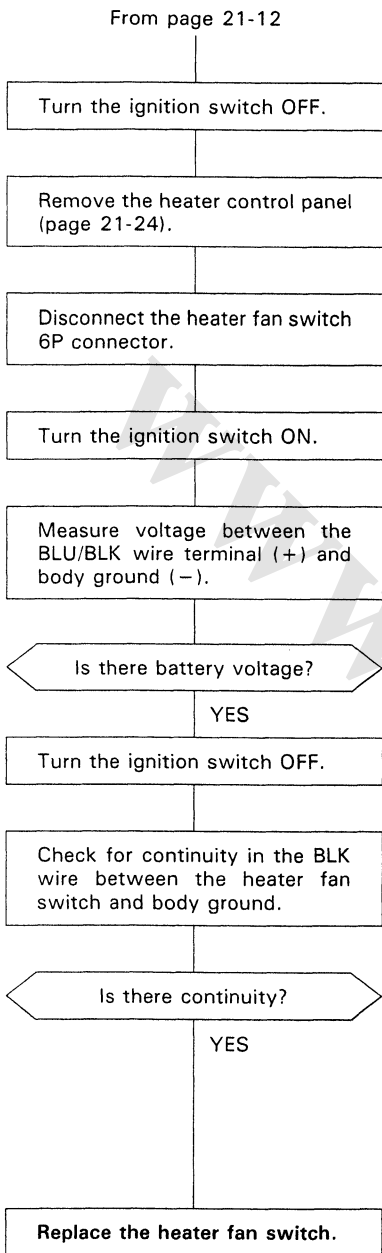 From page 21-12
Turn the ignition switch OFF.
Remove the heater control panel
(page 21-24).
Disconnect the heater fan switch
6P connector.
Turn the ignition switch ON.
Measure voltage between the
BLU/BLK wire terminal (+) and
body ground (−).
Is there battery voltage?
YES
Turn the ignition switch OFF.
Check for continuity in the BLK
wire between the heater fan
switch and body ground.
Is there continuity?
YES
Replace the heater fan switch.